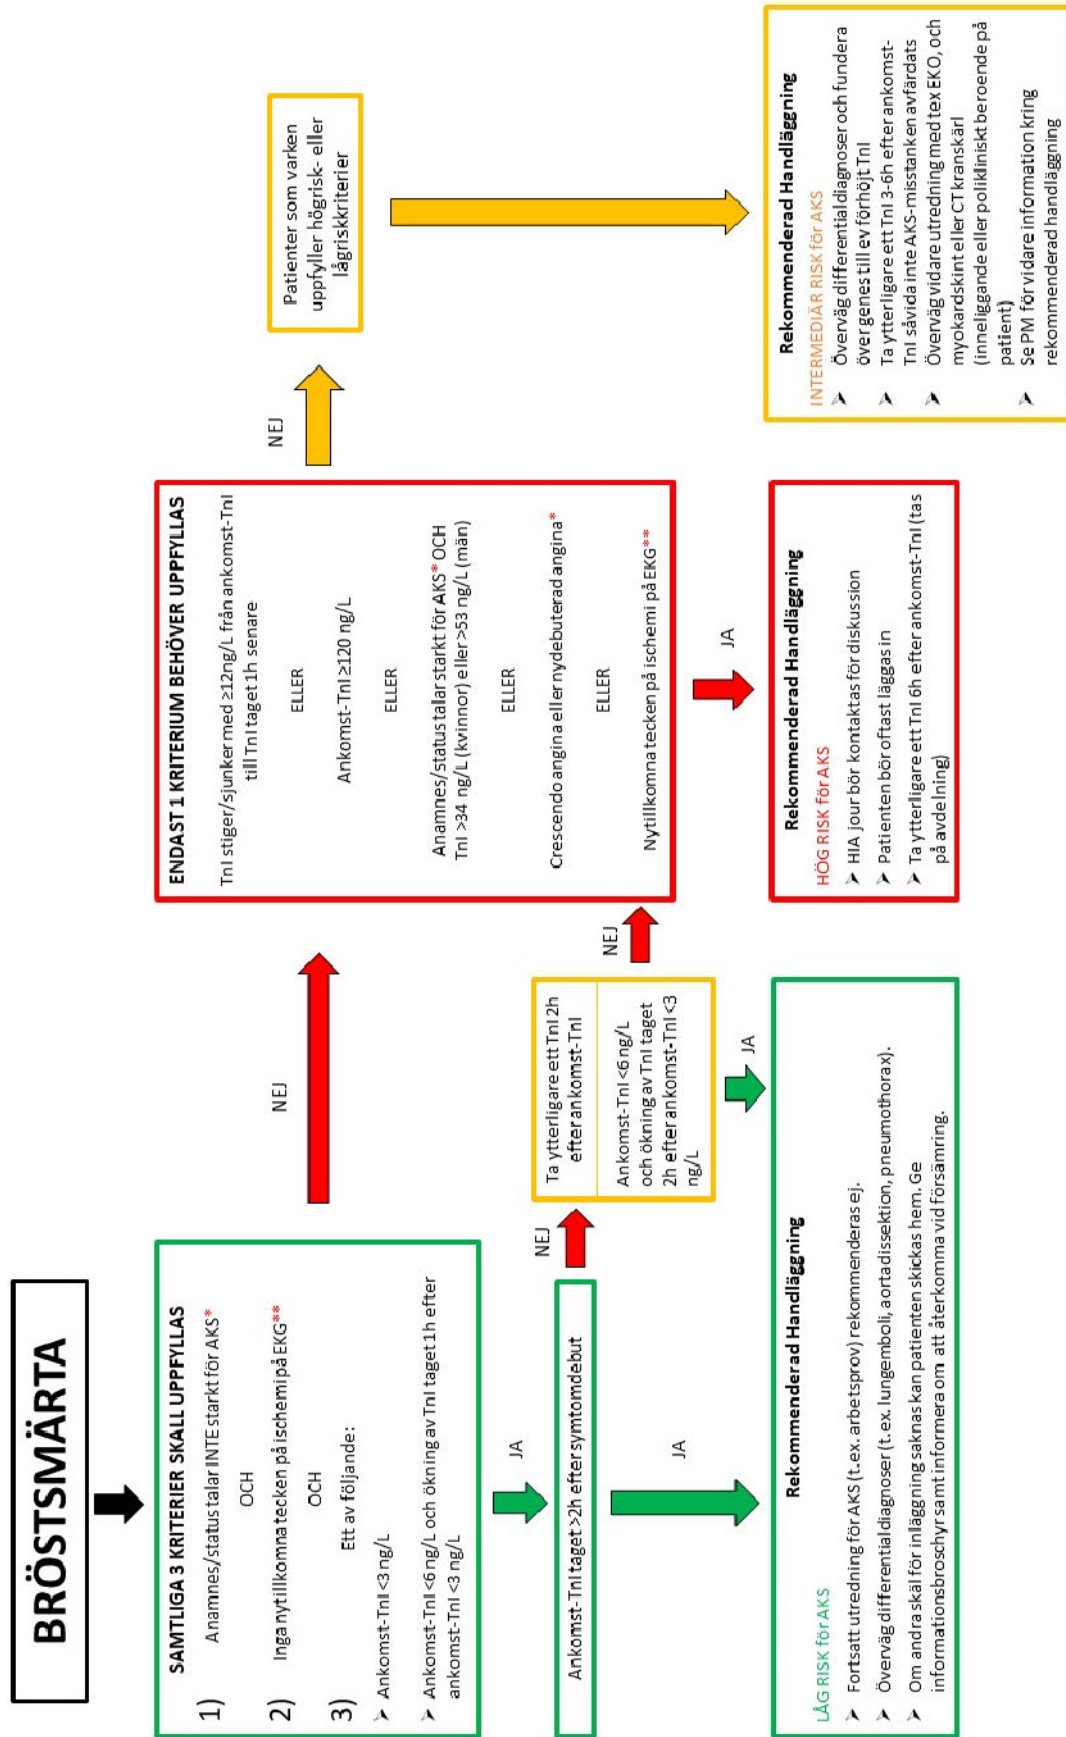 BRÖSTSMÄRTA
SAMTLIGA 3 KRITERIER SKALL UPPFYLLAS
1) Anamnes/status talar INTE starkt för AKS*
OCH
2) Inga nytillkomna tecken på ischemi på EKG**
OCH
3) Ett av följande:
➢ Ankomst-TnI <3 ng/L
➢ Ankomst-TnI <6 ng/L och ökning av TnI taget 1h efter
ankomst-TnI <3 ng/L
NEJ
JA
ENDAST 1 KRITERIUM BEHÖVER UPPFYLLAS
TnI stiger/sjunker med ≥12ng/L från ankomst-TnI
till TnI taget 1h senare
ELLER
Ankomst-TnI ≥120 ng/L
ELLER
Anamnes/status talar starkt för AKS* OCH
TnI >34 ng/L (kvinnor) eller >53 ng/L (män)
ELLER
Crescendo angina eller nydebuterad angina*
ELLER
Nytillkomna tecken på ischemi på EKG**
NEJ
JA
Patienter som varken
uppfyller högrisk- eller
lågriskkriterier
Ankomst-TnI taget >2h efter symtomdebut
NEJ
JA
Ta ytterligare ett TnI 2h
efter ankomst-TnI
Ankomst-TnI <6 ng/L
och ökning av TnI taget
2h efter ankomst-TnI <3
ng/L
NEJ
JA
Rekommenderad Handläggning
LÅG RISK för AKS
➢ Fortsatt utredning för AKS (t.ex. arbetsprov) rekommenderas ej.
➢ Överväg differentialdiagnoser (t.ex. lungemboli, aortadissektion, pneumothorax).
➢ Om andra skäl för inläggning saknas kan patienten skickas hem. Ge
informationsbroschyr samt informera om att återkomma vid försämring.
Rekommenderad Handläggning
HÖG RISK för AKS
➢ HIA jour bör kontaktas för diskussion
➢ Patienten bör oftast läggas in
➢ Ta ytterligare ett TnI 6h efter ankomst-TnI (tas
på avdelning)
Rekommenderad Handläggning
INTERMEDIÄR RISK för AKS
➢ Överväg differentialdiagnoser och fundera
över genes till ev förhöjt TnI
➢ Ta ytterligare ett TnI 3-6h efter ankomst-
TnI såvida inte AKS-misstanken avfärdats
➢ Överväg vidare utredning med tex EKO, och
myokardskint eller CT kranskärl
(inneliggande eller polikliniskt beroende på
patient)
➢ Se PM för vidare information kring
rekommenderad handläggning